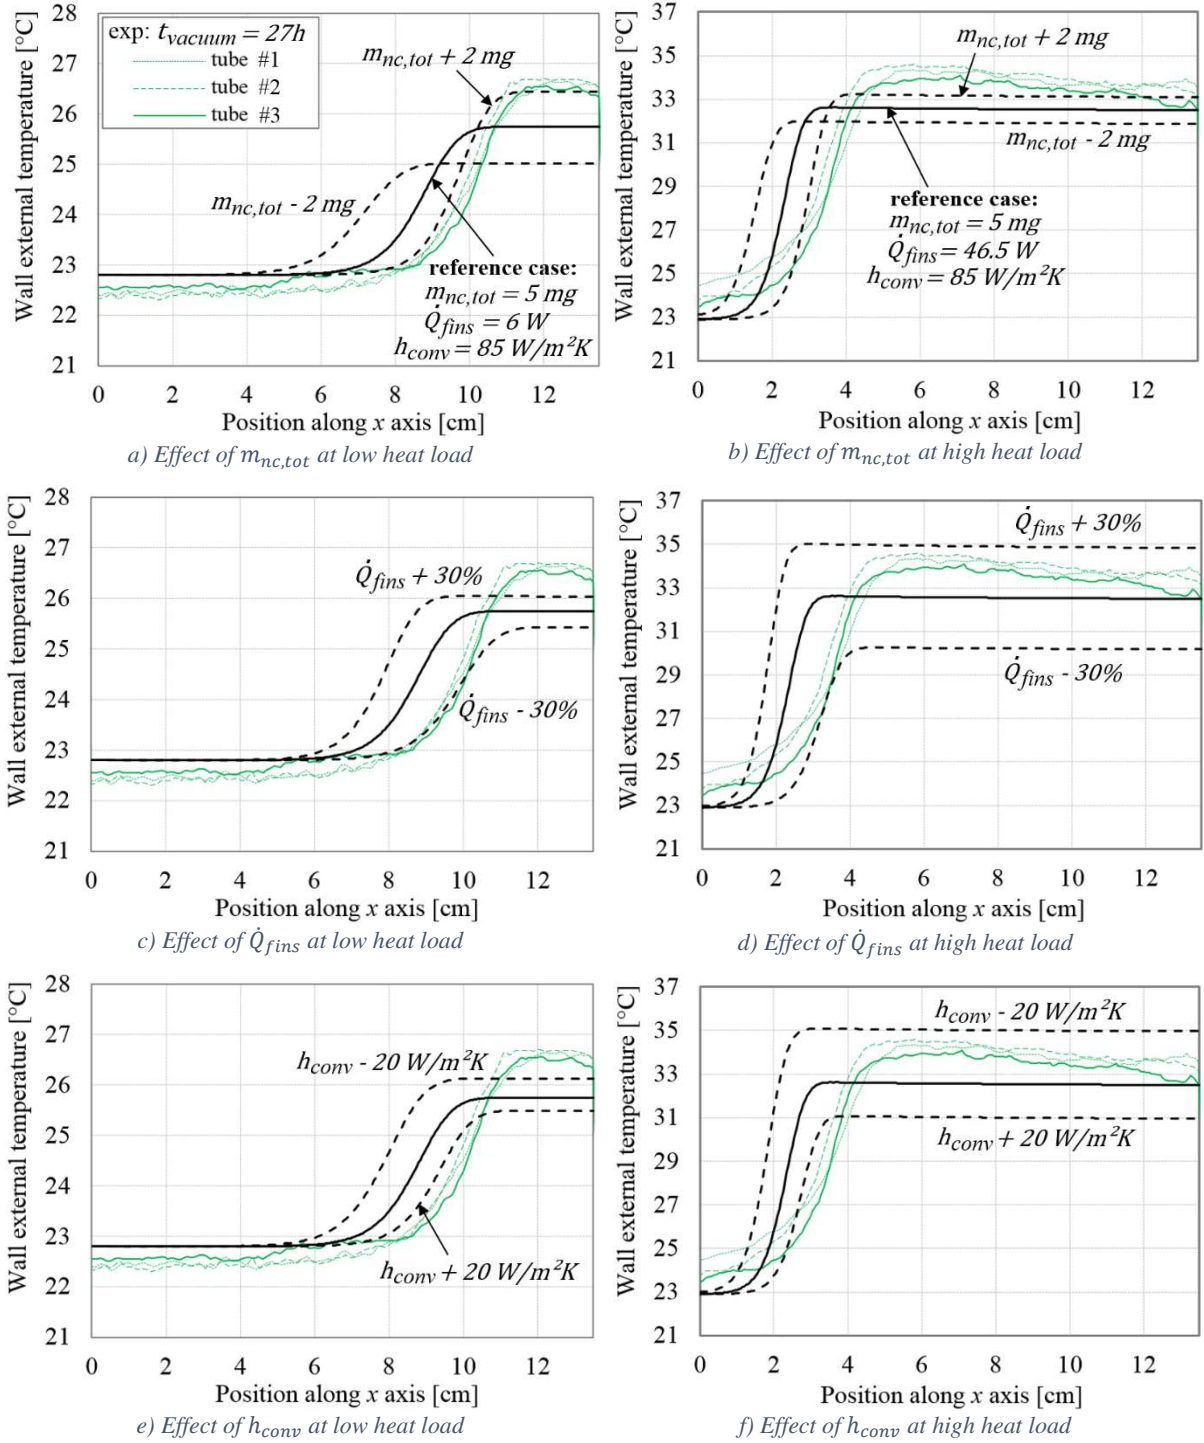 Wall external temperature [°C]
28
27
26
25
24
23
22
21
exp: t_vacuum = 27h
tube #1
tube #2
tube #3
m_nc,tot + 2 mg
m_nc,tot - 2 mg
reference case:
m_nc,tot = 5 mg
Q̇_fins = 6 W
h_conv = 85 W/m²K
0 2 4 6 8 10 12
Position along x axis [cm]
a) Effect of m_nc,tot at low heat load
Wall external temperature [°C]
37
35
33
31
29
27
25
23
21
m_nc,tot + 2 mg
m_nc,tot - 2 mg
reference case:
m_nc,tot = 5 mg
Q̇_fins = 46.5 W
h_conv = 85 W/m²K
0 2 4 6 8 10 12
Position along x axis [cm]
b) Effect of m_nc,tot at high heat load
Wall external temperature [°C]
28
27
26
25
24
23
22
21
Q̇_fins + 30%
Q̇_fins - 30%
0 2 4 6 8 10 12
Position along x axis [cm]
c) Effect of Q̇_fins at low heat load
Wall external temperature [°C]
37
35
33
31
29
27
25
23
21
Q̇_fins + 30%
Q̇_fins - 30%
0 2 4 6 8 10 12
Position along x axis [cm]
d) Effect of Q̇_fins at high heat load
Wall external temperature [°C]
28
27
26
25
24
23
22
21
h_conv - 20 W/m²K
h_conv + 20 W/m²K
0 2 4 6 8 10 12
Position along x axis [cm]
e) Effect of h_conv at low heat load
Wall external temperature [°C]
37
35
33
31
29
27
25
23
21
h_conv - 20 W/m²K
h_conv + 20 W/m²K
0 2 4 6 8 10 12
Position along x axis [cm]
f) Effect of h_conv at high heat load